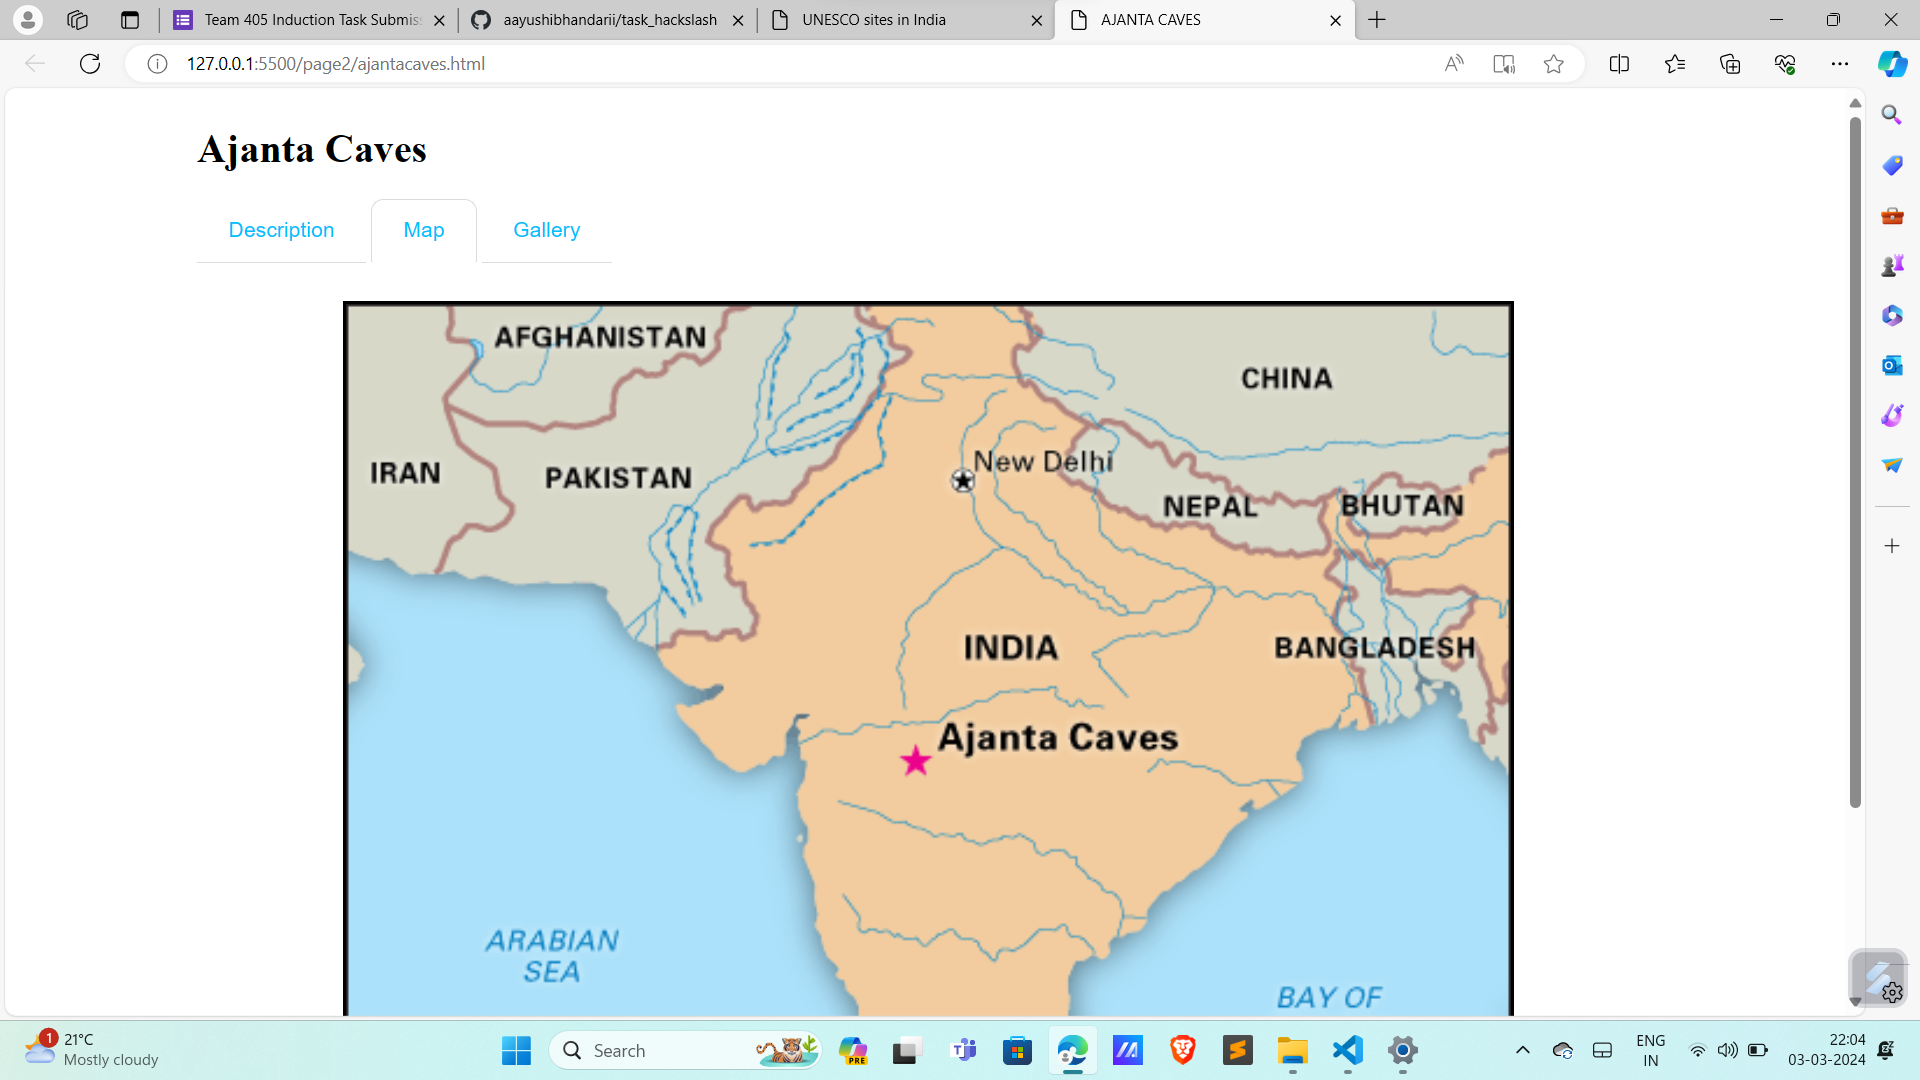 Team 405 Induction Task Submis
aayushibhandarii/task_hackslash
UNESCO sites in India
AJANTA CAVES
127.0.0.1:5500/page2/ajantacaves.html
Ajanta Caves
Description
Map
Gallery
AFGHANISTAN
CHINA
IRAN
PAKISTAN
New Delhi
NEPAL
BHUTAN
INDIA
BANGLADESH
Ajanta Caves
ARABIAN
SEA
BAY OF
1
21°C
Mostly cloudy
Search
PRE
ENG
IN
22:04
03-03-2024